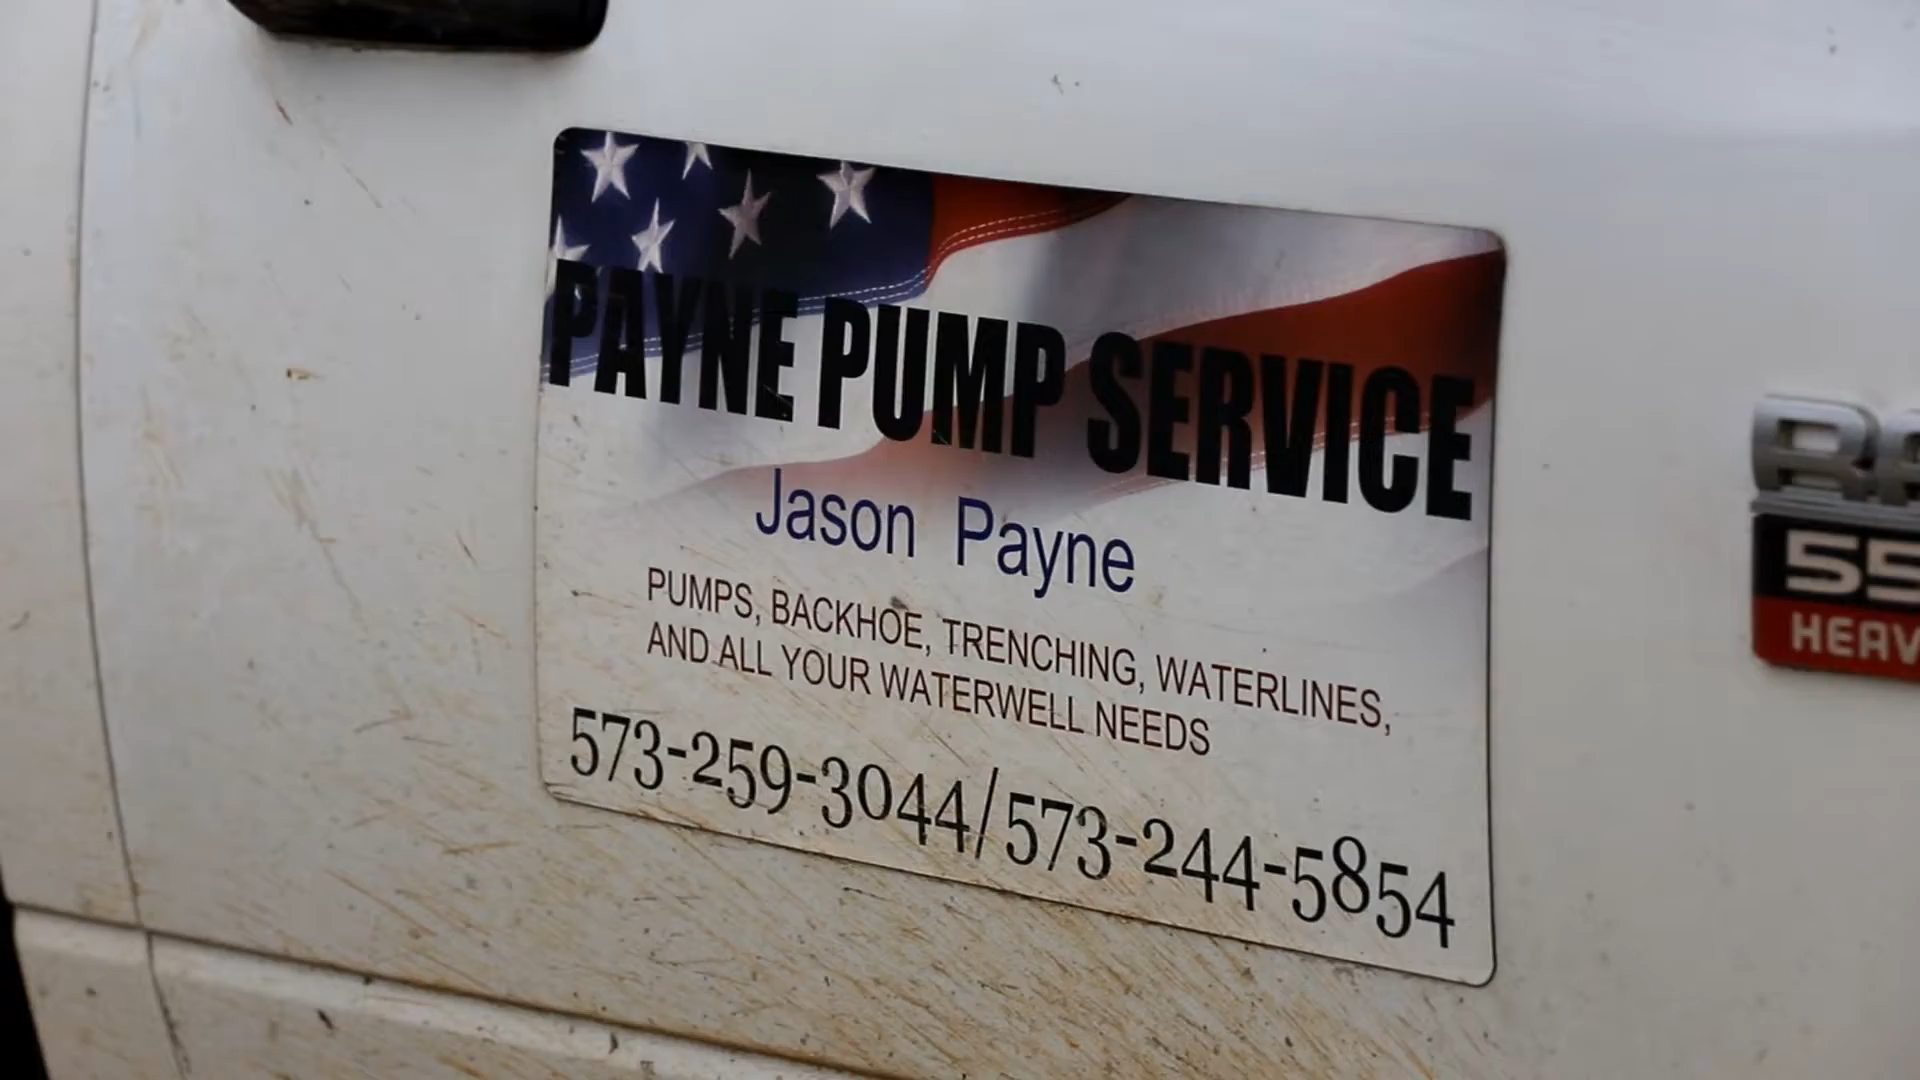 PAYNE PUMP SERVICE
Jason Payne
PUMPS, BACKHOE, TRENCHING, WATERLINES,
AND ALL YOUR WATERWELL NEEDS
573-259-3044/573-244-5854
55